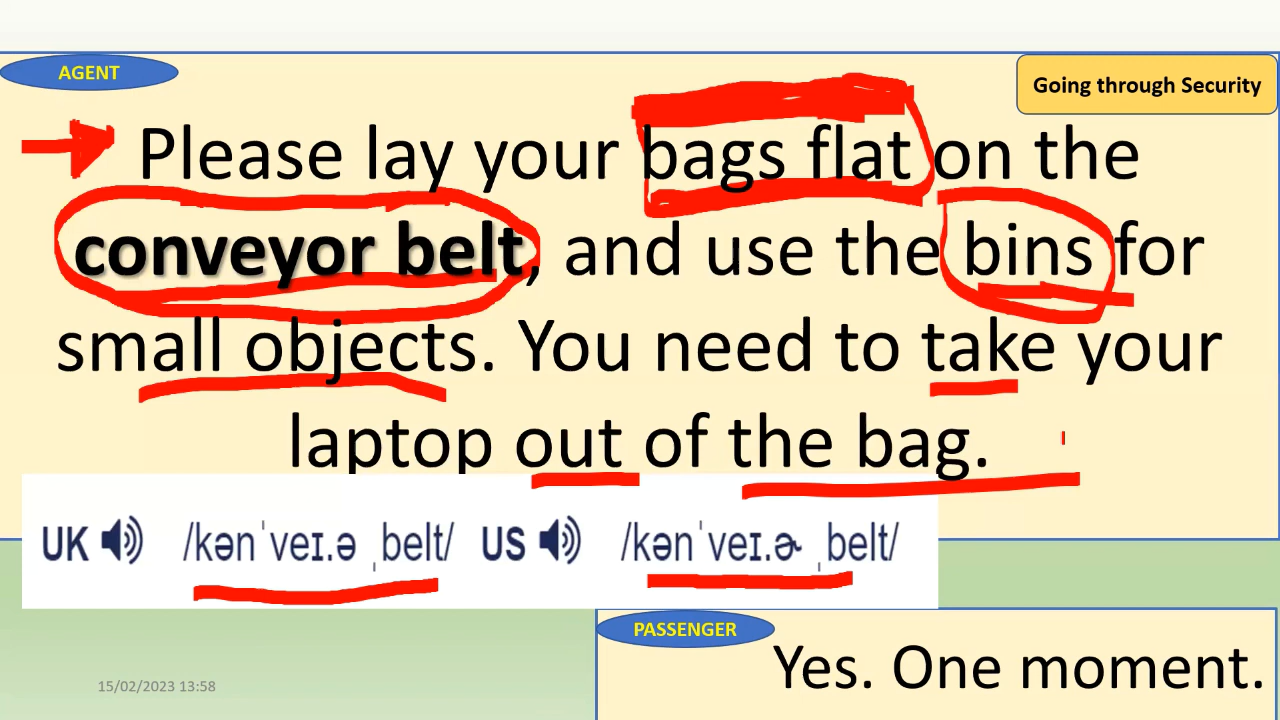 AGENT
Going through Security
Please lay your bags flat on the
conveyor belt, and use the bins for
small objects. You need to take your
laptop out of the bag.
UK /kənˈveɪ.ə ˌbelt/ US /kənˈveɪ.ɚ ˌbelt/
PASSENGER
Yes. One moment.
15/02/2023 13:58